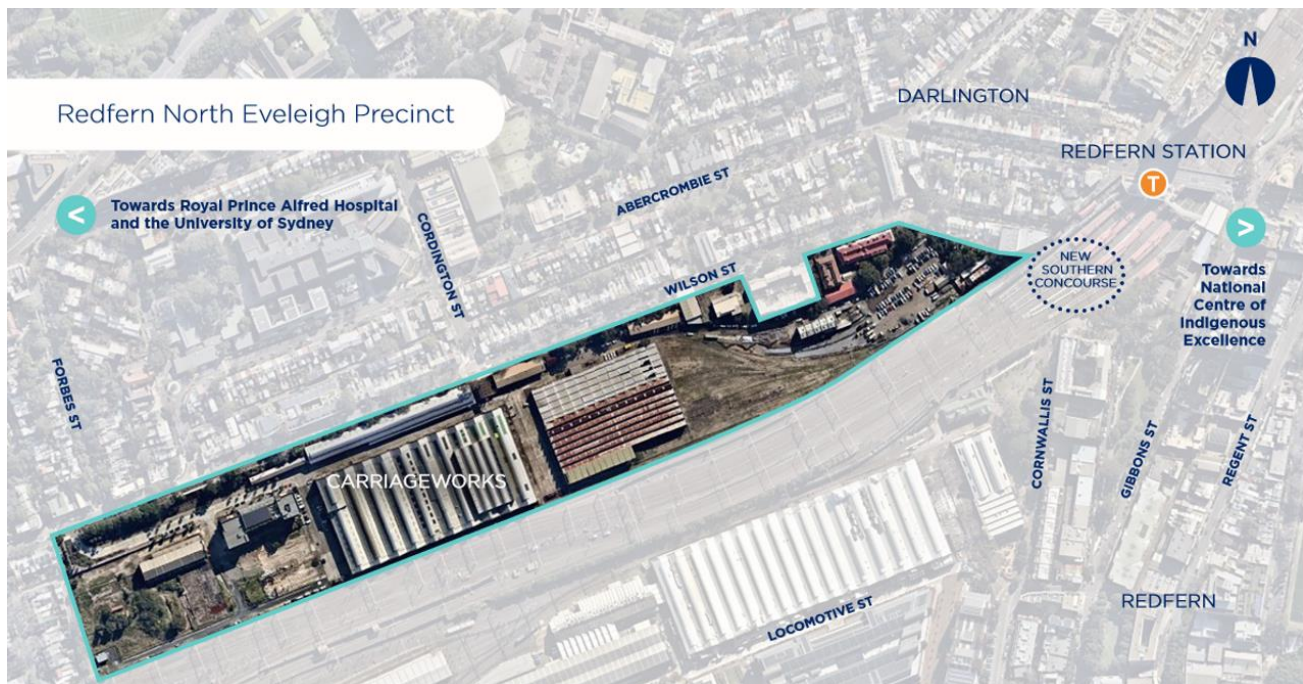 Redfern North Eveleigh Precinct
N
DARLINGTON
REDFERN STATION
T
<
Towards Royal Prince Alfred Hospital
and the University of Sydney
ABERCROMBIE ST
CORDINGTON ST
WILSON ST
NEW
SOUTHERN
CONCOURSE
>
Towards
National
Centre of
Indigenous
Excellence
FORBES ST
CARRIAGEWORKS
CORNWALLIS ST
GIBBONS ST
REGENT ST
LOCOMOTIVE ST
REDFERN